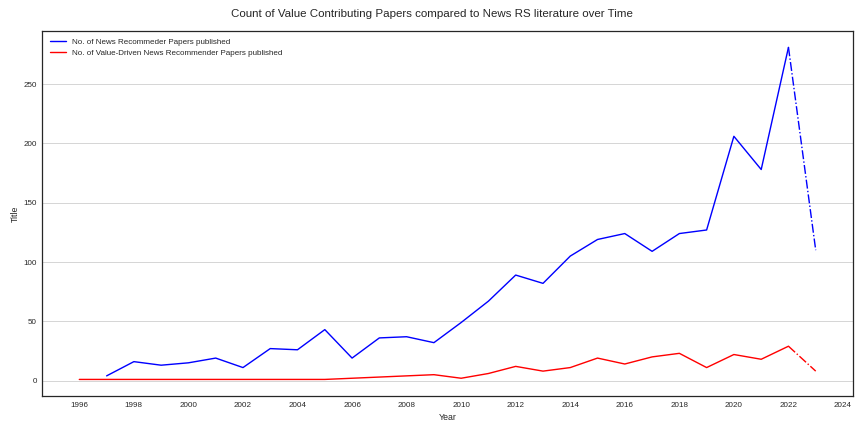 Count of Value Contributing Papers compared to News RS literature over Time
No. of News Recommeder Papers published
No. of Value-Driven News Recommender Papers published
250
200
150
100
50
0
Title
1996 1998 2000 2002 2004 2006 2008 2010 2012 2014 2016 2018 2020 2022 2024
Year